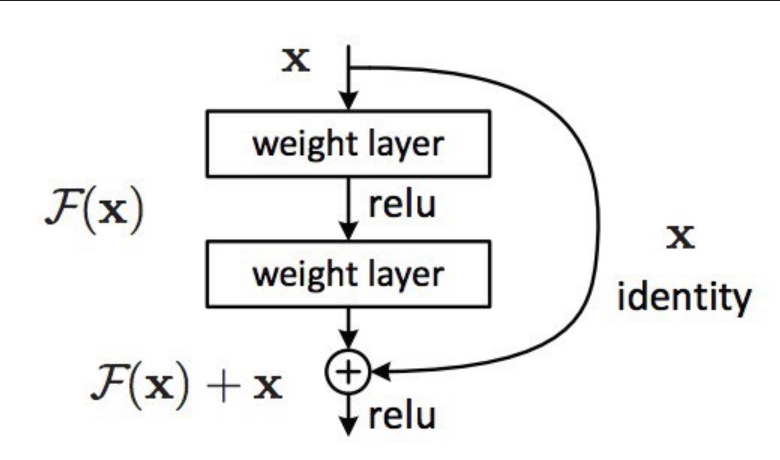 x
weight layer
relu
F(x)
x
weight layer
identity
F(x) + x
relu